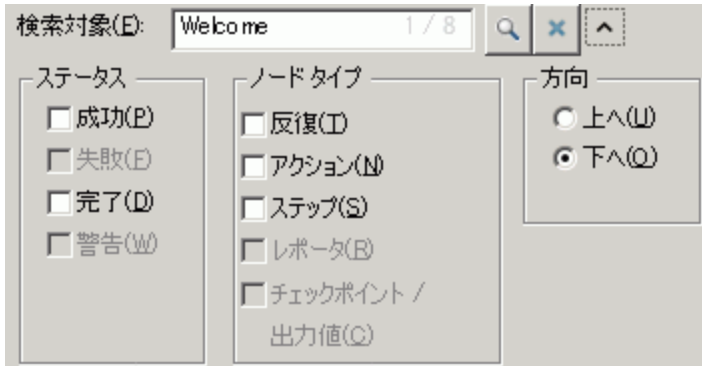 検索対象(E): Welcome 1 / 8
ステータス
成功(P)
失敗(F)
完了(D)
警告(W)
ノード タイプ
反復(I)
アクション(N)
ステップ(S)
レポータ(R)
チェックポイント /
出力値(C)
方向
上へ(U)
下へ(O)